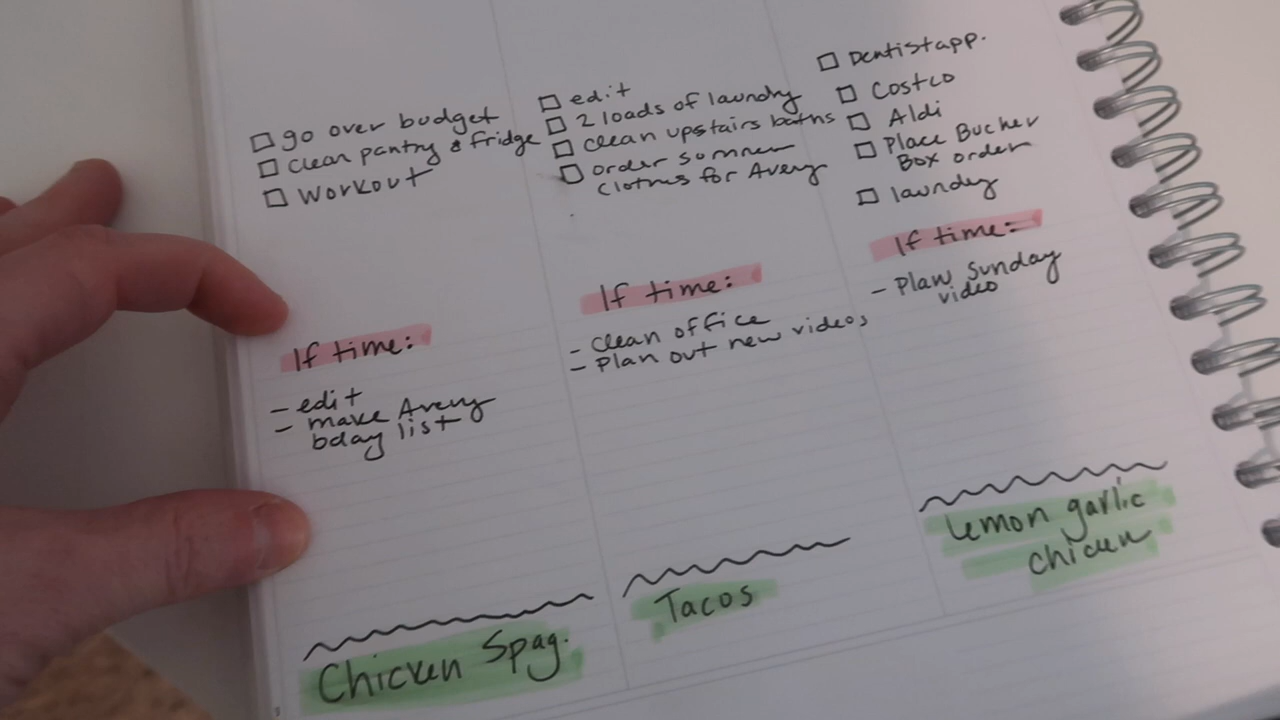 go over budget
clean pantry & fridge
Workout
If time:
- edit
- make Avery
bday list
Chicken Spag.
edit
2 loads of laundry
clean upstairs baths
order summer
clothes for Avery
If time:
- clean office
- Plan out new videos
Tacos
Dentist app.
Costco
Aldi
Place Bucher
Box order
laundry
If time:
- Plan Sunday
video
Lemon garlic
chicken